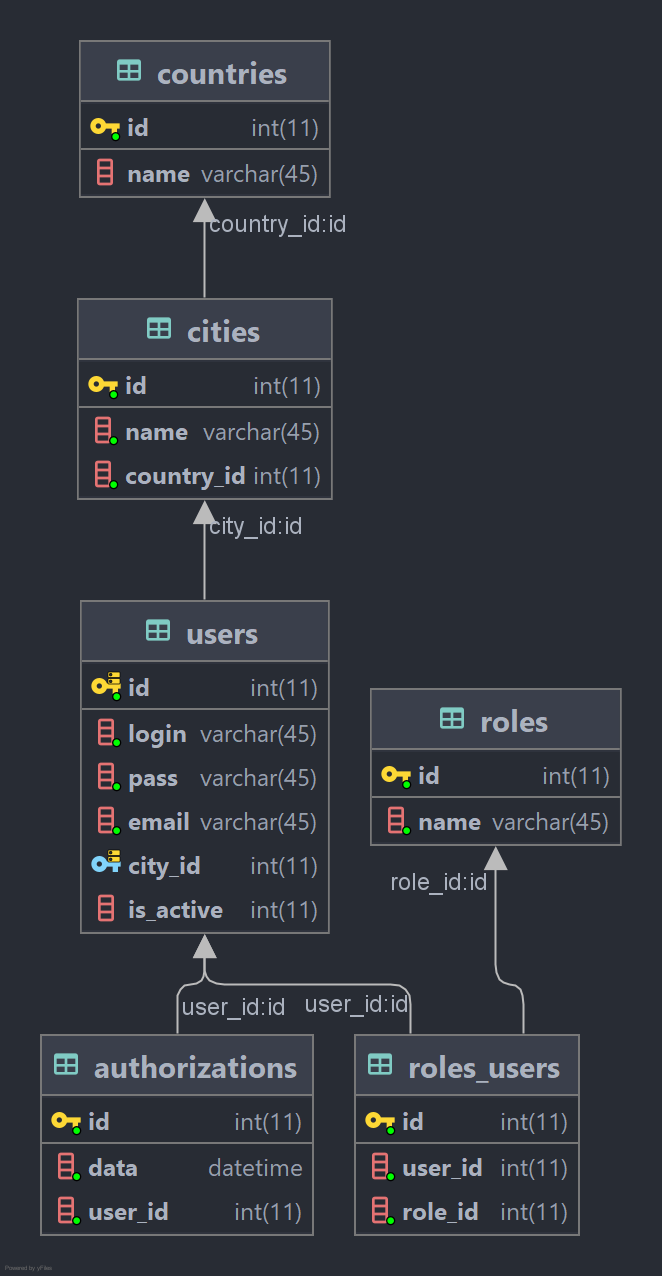 countries
id int(11)
name varchar(45)
country_id:id
cities
id int(11)
name varchar(45)
country_id int(11)
city_id:id
users
id int(11)
login varchar(45)
pass varchar(45)
email varchar(45)
city_id int(11)
is_active int(11)
roles
id int(11)
name varchar(45)
role_id:id
user_id:id
user_id:id
authorizations
id int(11)
data datetime
user_id int(11)
roles_users
id int(11)
user_id int(11)
role_id int(11)
Powered by yFiles